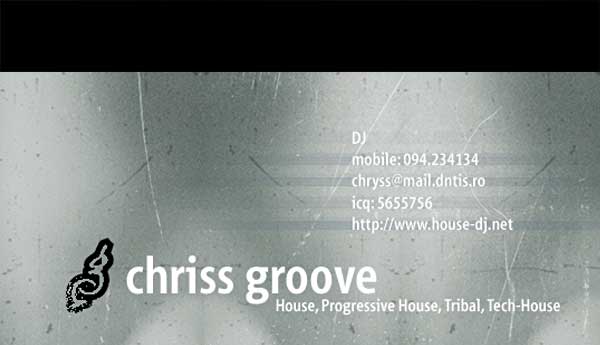 DJ
mobile: 094.234134
chryss@mail.dntis.ro
icq: 5655756
http://www.house-dj.net
chriss groove
House, Progressive House, Tribal, Tech-House